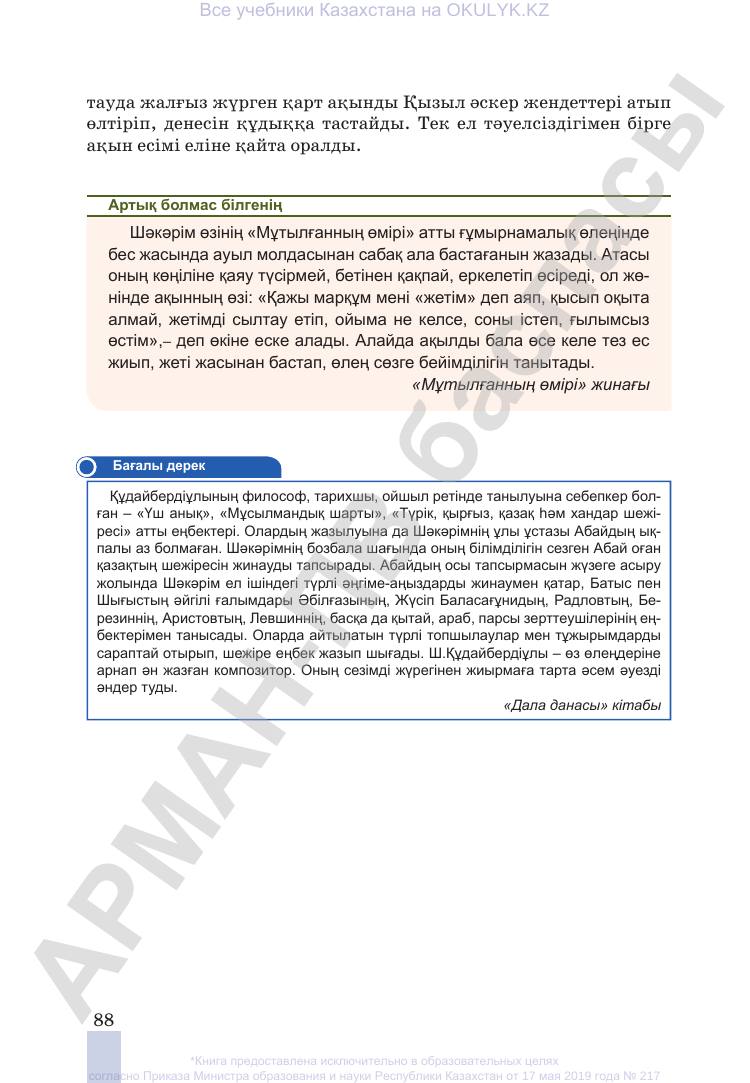 Все учебники Казахстана на OKULYK.KZ
тауда жалғыз жүрген қарт ақынды Қызыл әскер жендеттері атып
өлтіріп, денесін құдыққа тастайды. Тек ел тәуелсіздігімен бірге
ақын есімі еліне қайта оралды.
Артық болмас білгенің
Шәкәрім өзінің «Мұтылғанның өмірі» атты ғұмырнамалық өлеңінде
бес жасында ауыл молдасынан сабақ ала бастағанын жазады. Атасы
оның көңіліне қаяу түсірмей, бетінен қақпай, еркелетіп өсіреді, ол жө-
нінде ақынның өзі: «Қажы марқұм мені «жетім» деп аяп, қысып оқыта
алмай, жетімді сылтау етіп, ойыма не келсе, соны істеп, ғылымсыз
өстім»,– деп өкіне еске алады. Алайда ақылды бала өсе келе тез ес
жиып, жеті жасынан бастап, өлең сөзге бейімділігін танытады.
«Мұтылғанның өмірі» жинағы
Бағалы дерек
Құдайбердіұлының философ, тарихшы, ойшыл ретінде танылуына себепкер бол-
ған – «Үш анық», «Мұсылмандық шарты», «Түрік, қырғыз, қазақ һәм хандар шежі-
ресі» атты еңбектері. Олардың жазылуына да Шәкәрімнің ұлы ұстазы Абайдың ық-
палы аз болмаған. Шәкәрімнің бозбала шағында оның білімділігін сезген Абай оған
қазақтың шежіресін жинауды тапсырады. Абайдың осы тапсырмасын жүзеге асыру
жолында Шәкәрім ел ішіндегі түрлі әңгіме-аңыздарды жинаумен қатар, Батыс пен
Шығыстың әйгілі ғалымдары Әбілғазының, Жүсіп Баласағұнидың, Радловтың, Бе-
резиннің, Аристовтың, Левшиннің, басқа да қытай, араб, парсы зерттеушілерінің ең-
бектерімен танысады. Оларда айтылатын түрлі топшылаулар мен тұжырымдарды
сараптай отырып, шежіре еңбек жазып шығады. Ш.Құдайбердіұлы – өз өлеңдеріне
арнап ән жазған композитор. Оның сезімді жүрегінен жиырмаға тарта әсем әуезді
әндер туды.
«Дала данасы» кітабы
АРМАН-ПВ баспасы
88
*Книга предоставлена исключительно в образовательных целях
согласно Приказа Министра образования и науки Республики Казахстан от 17 мая 2019 года № 217